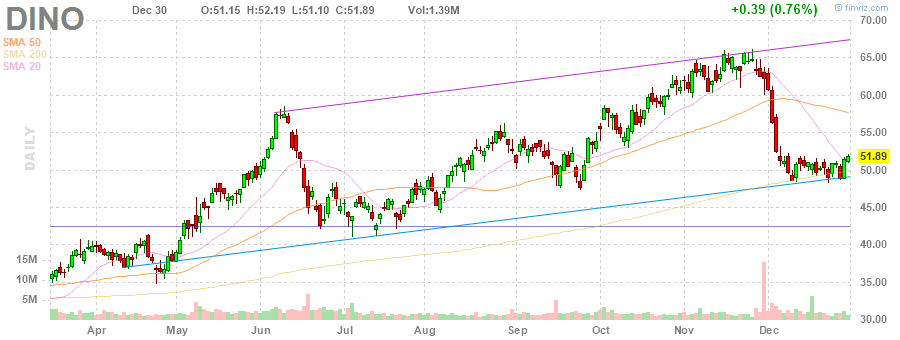 DINO
Dec 30 O:51.15 H:52.19 L:51.10 C:51.89 Vol:1.39M +0.39 (0.76%)
© finviz.com
SMA 50
SMA 200
SMA 20
DAILY
70.00
65.00
60.00
55.00
51.89
50.00
45.00
40.00
35.00
30.00
15M
10M
5M
Apr May Jun Jul Aug Sep Oct Nov Dec